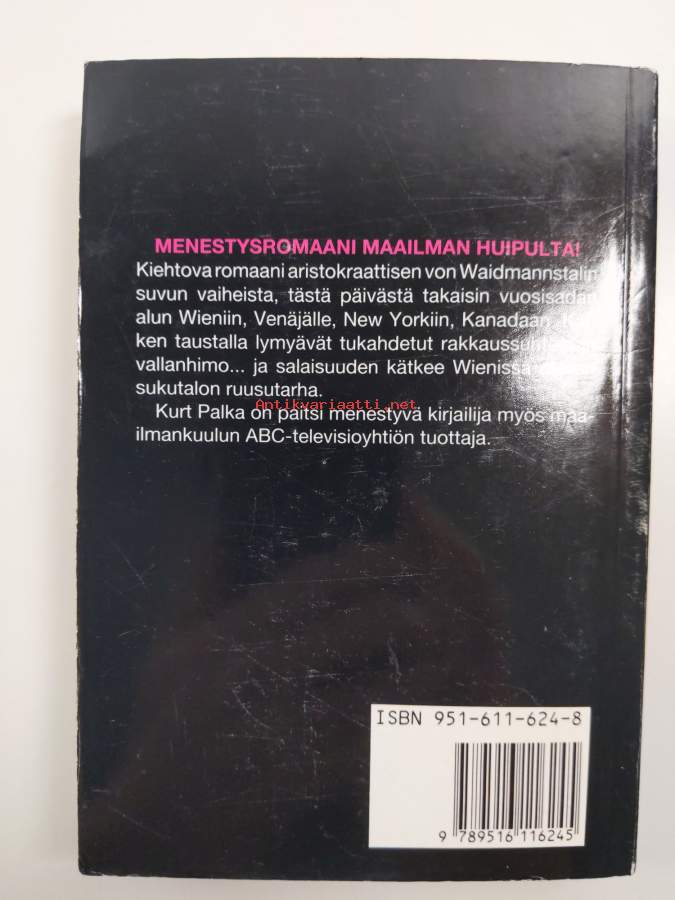 MENESTYSROMAANI MAAILMAN HUIPULTA!
Kiehtova romaani aristokraattisen von Waidmannstalin
suvun vaiheista, tästä päivästä takaisin vuosisadan
alun Wieniin, Venäjälle, New Yorkiin, Kanadaan.
ken taustalla lymyävät tukahdetut rakkaussuhteet
vallanhimo... ja salaisuuden kätkee Wienissä
sukutalon ruusutarha.
Antikvariaatti.net
Kurt Palka on paitsi menestyvä kirjailija myös maa-
ilmankuulun ABC-televisioyhtiön tuottaja.
ISBN 951-611-624-8
9 789516 116245